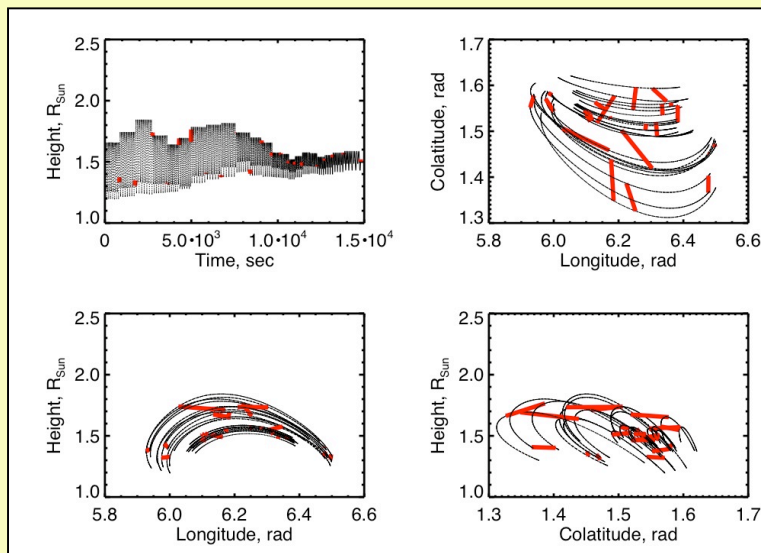 2.5
2.0
1.5
1.0
Height, R_Sun
0 5.0•10^3 1.0•10^4 1.5•10^4
Time, sec
1.7
1.6
1.5
1.4
1.3
Colatitude, rad
5.8 6.0 6.2 6.4 6.6
Longitude, rad
2.5
2.0
1.5
1.0
Height, R_Sun
5.8 6.0 6.2 6.4 6.6
Longitude, rad
2.5
2.0
1.5
1.0
Height, R_Sun
1.3 1.4 1.5 1.6 1.7
Colatitude, rad